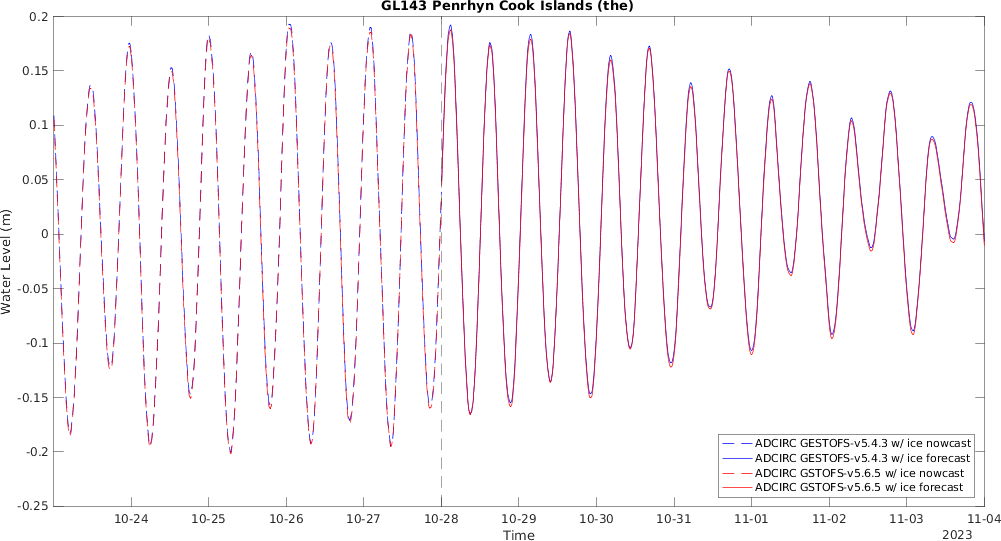 GL143 Penrhyn Cook Islands (the)
0.2
0.15
0.1
0.05
0
-0.05
-0.1
-0.15
-0.2
-0.25
Water Level (m)
ADCIRC GESTOFS-v5.4.3 w/ ice nowcast
ADCIRC GESTOFS-v5.4.3 w/ ice forecast
ADCIRC GSTOFS-v5.6.5 w/ ice nowcast
ADCIRC GSTOFS-v5.6.5 w/ ice forecast
10-24 10-25 10-26 10-27 10-28 10-29 10-30 10-31 11-01 11-02 11-03 11-04
Time
2023